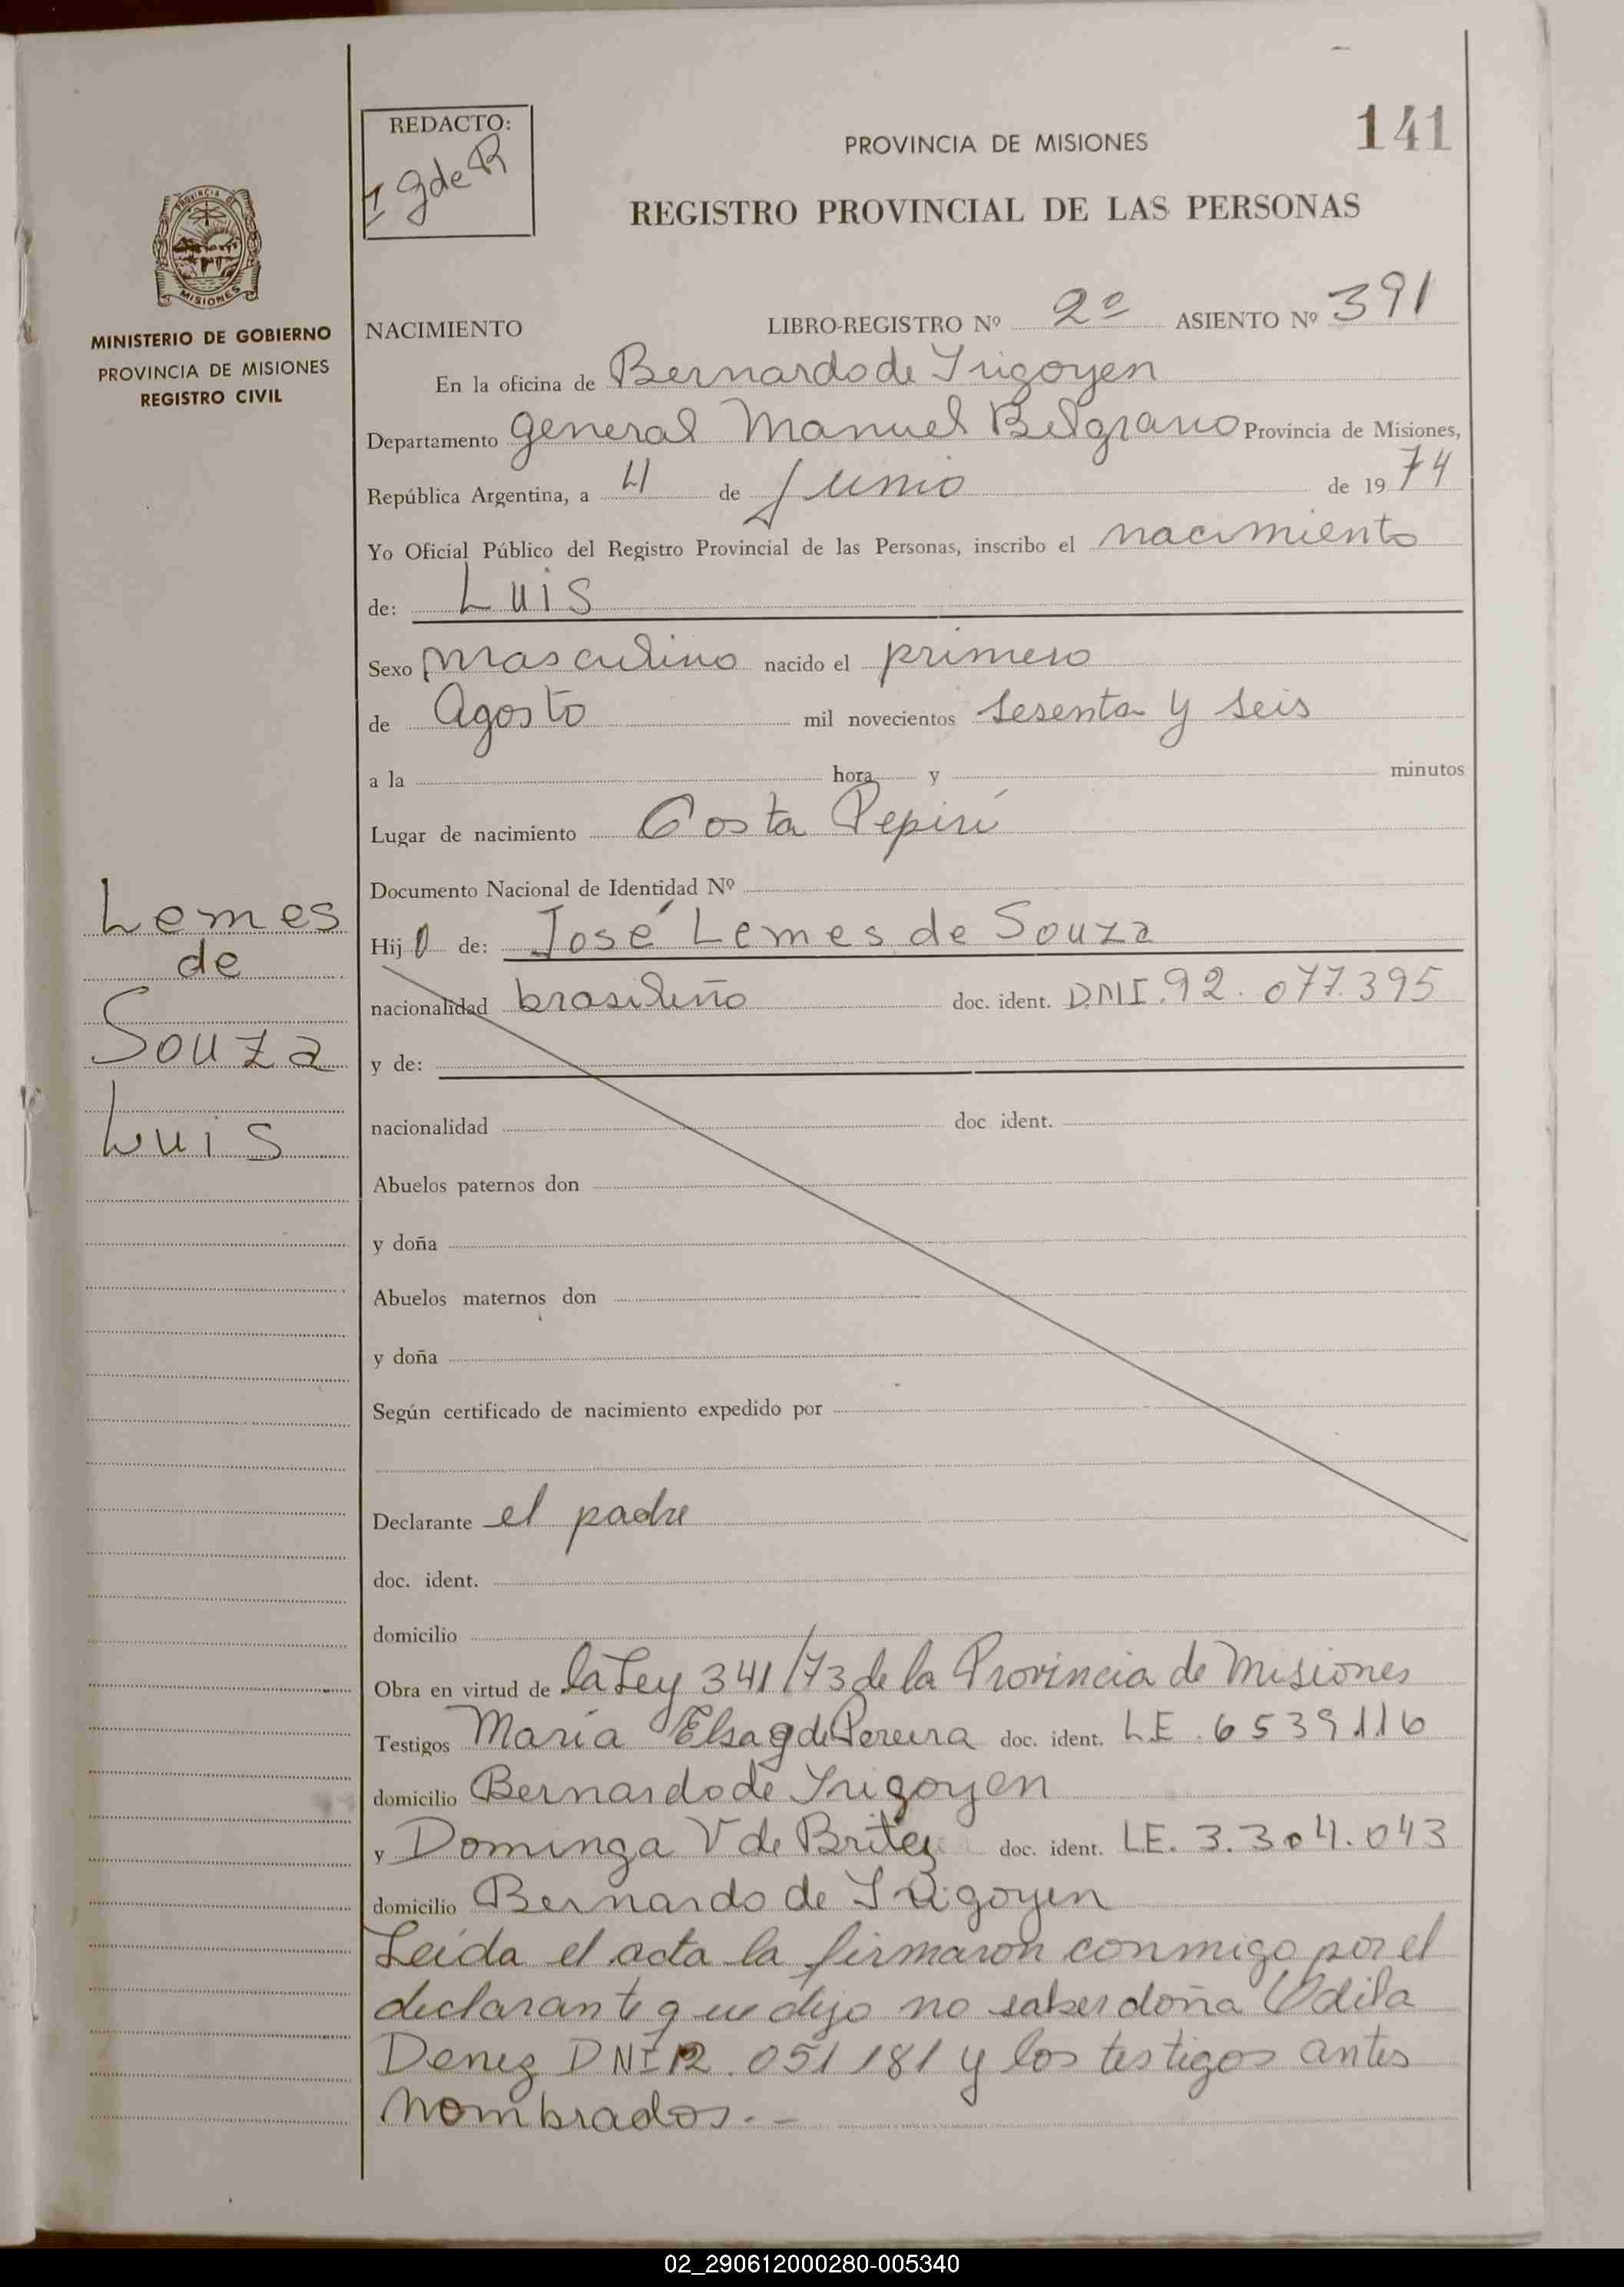 REDACTO:
I G de R
141
PROVINCIA DE MISIONES
REGISTRO PROVINCIAL DE LAS PERSONAS
PROVINCIA DE
MISIONES
MINISTERIO DE GOBIERNO
PROVINCIA DE MISIONES
REGISTRO CIVIL
Lemes
de
Souza
Luis
NACIMIENTO LIBRO-REGISTRO Nº 2º ASIENTO Nº 391
En la oficina de Bernardo de Irigoyen
Departamento General Manuel Belgrano Provincia de Misiones,
República Argentina, a 4 de Junio de 1974
Yo Oficial Público del Registro Provincial de las Personas, inscribo el nacimiento
de: Luis
Sexo masculino nacido el primero
de Agosto mil novecientos sesenta y seis
a la hora y minutos
Lugar de nacimiento Costa Pepirí
Documento Nacional de Identidad Nº
Hijo de: José Lemes de Souza
nacionalidad brasileño doc. ident. DNI.92.077.395
y de:
nacionalidad doc ident.
Abuelos paternos don
y doña
Abuelos maternos don
y doña
Según certificado de nacimiento expedido por
Declarante el padre
doc. ident.
domicilio
Obra en virtud de la Ley 341/73 de la Provincia de Misiones
Testigos María Elsa G de Pereira doc. ident. LE.6539116
domicilio Bernardo de Irigoyen
y Dominga V de Britez doc. ident. LE. 3.304.043
domicilio Bernardo de Irigoyen
Leída el acta la firmaron conmigo por el
declarante que dijo no saber doña Odila
Denez DNI 12.051181 y los testigos antes
nombrados.-
02_290612000280-005340